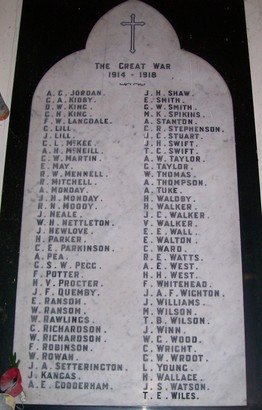 The Great War
1914 - 1918
A. C. Jordan.
C. A. Kirby.
D. W. King.
C. H. King.
F. W. Langdale.
C. Lill.
J. Lill.
C. L. McKee.
A. H. McNeill.
C. W. Martin.
E. May.
R. W. Mennell.
R. Mitchell.
A. Monday.
J. H. Monday.
R. N. Moody.
J. Neale.
W. H. Nettleton.
J. Newlove.
H. Parker.
C. E. Parkinson.
A. Pea.
C. S. W. Pegg.
F. Potter.
H. V. Procter.
J. F. Quemby.
E. Ransom.
W. Ransom.
W. Rawlings.
G. Richardson.
W. Richardson.
F. Robinson.
W. Rowan.
J. A. Setterington.
J. Kangas.
A. E. Codderham.
J. H. Shaw.
E. Smith.
G. W. Smith.
M. K. Spikins.
A. Stanton.
C. R. Stephenson.
J. C. Stuart.
J. H. Swift.
T. C. Swift.
A. W. Taylor.
G. Taylor.
W. Thomas.
A. Thompson.
A. Tuke.
H. Waldby.
H. Walker.
J. C. Walker.
V. Walker.
E. E. Wall.
E. Walton.
C. Ward.
R. E. Watts.
A. E. West.
H. H. West.
F. Whitehead.
J. A. F. Wichton.
J. Williams.
M. Wilson.
T. B. Wilson.
J. Winn.
W. C. Wood.
C. Wright.
G. W. Wroot.
L. Young.
H. Wallace.
J. S. Watson.
T. E. Wiles.